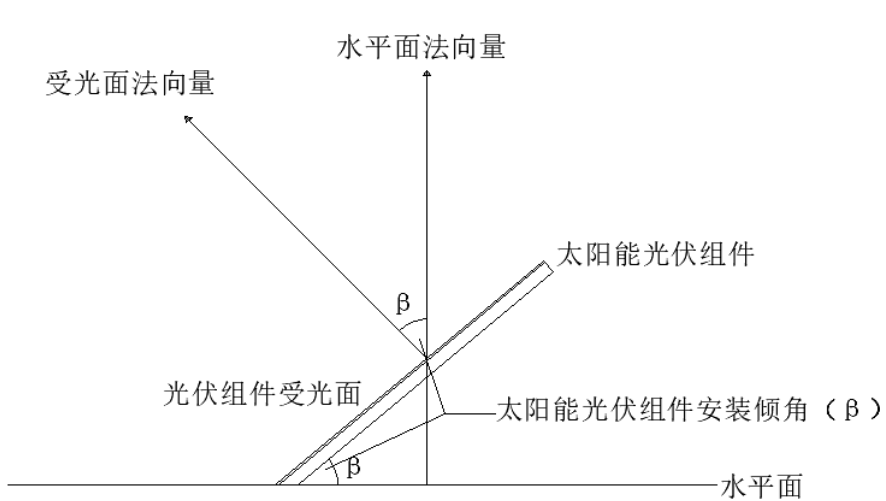 水平面法向量
受光面法向量
太阳能光伏组件
β
光伏组件受光面
太阳能光伏组件安装倾角（β）
β
水平面